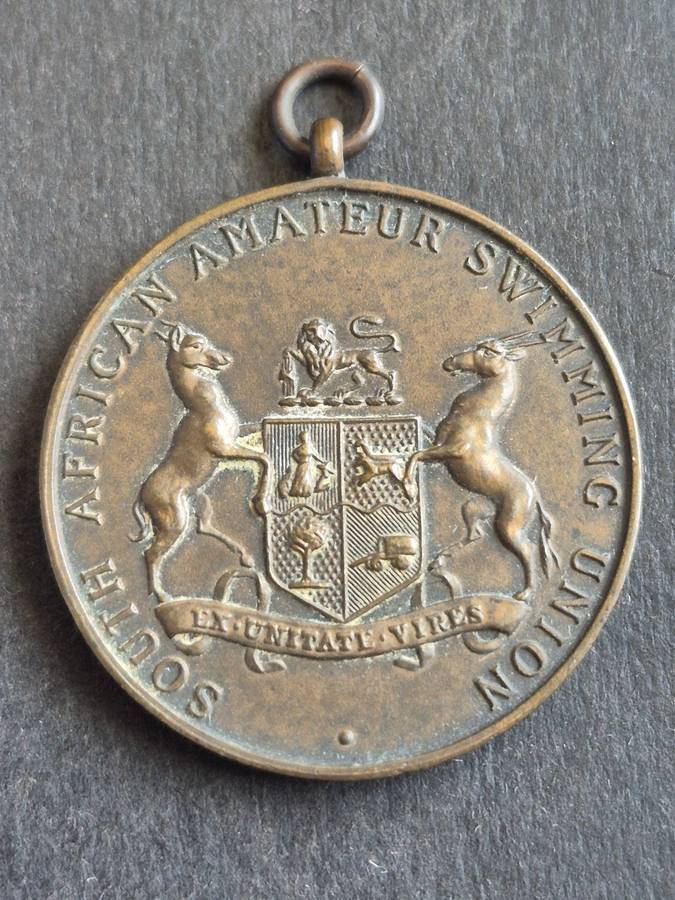 SOUTH AFRICAN AMATEUR SWIMMING UNION
EX·UNITATE·VIRES